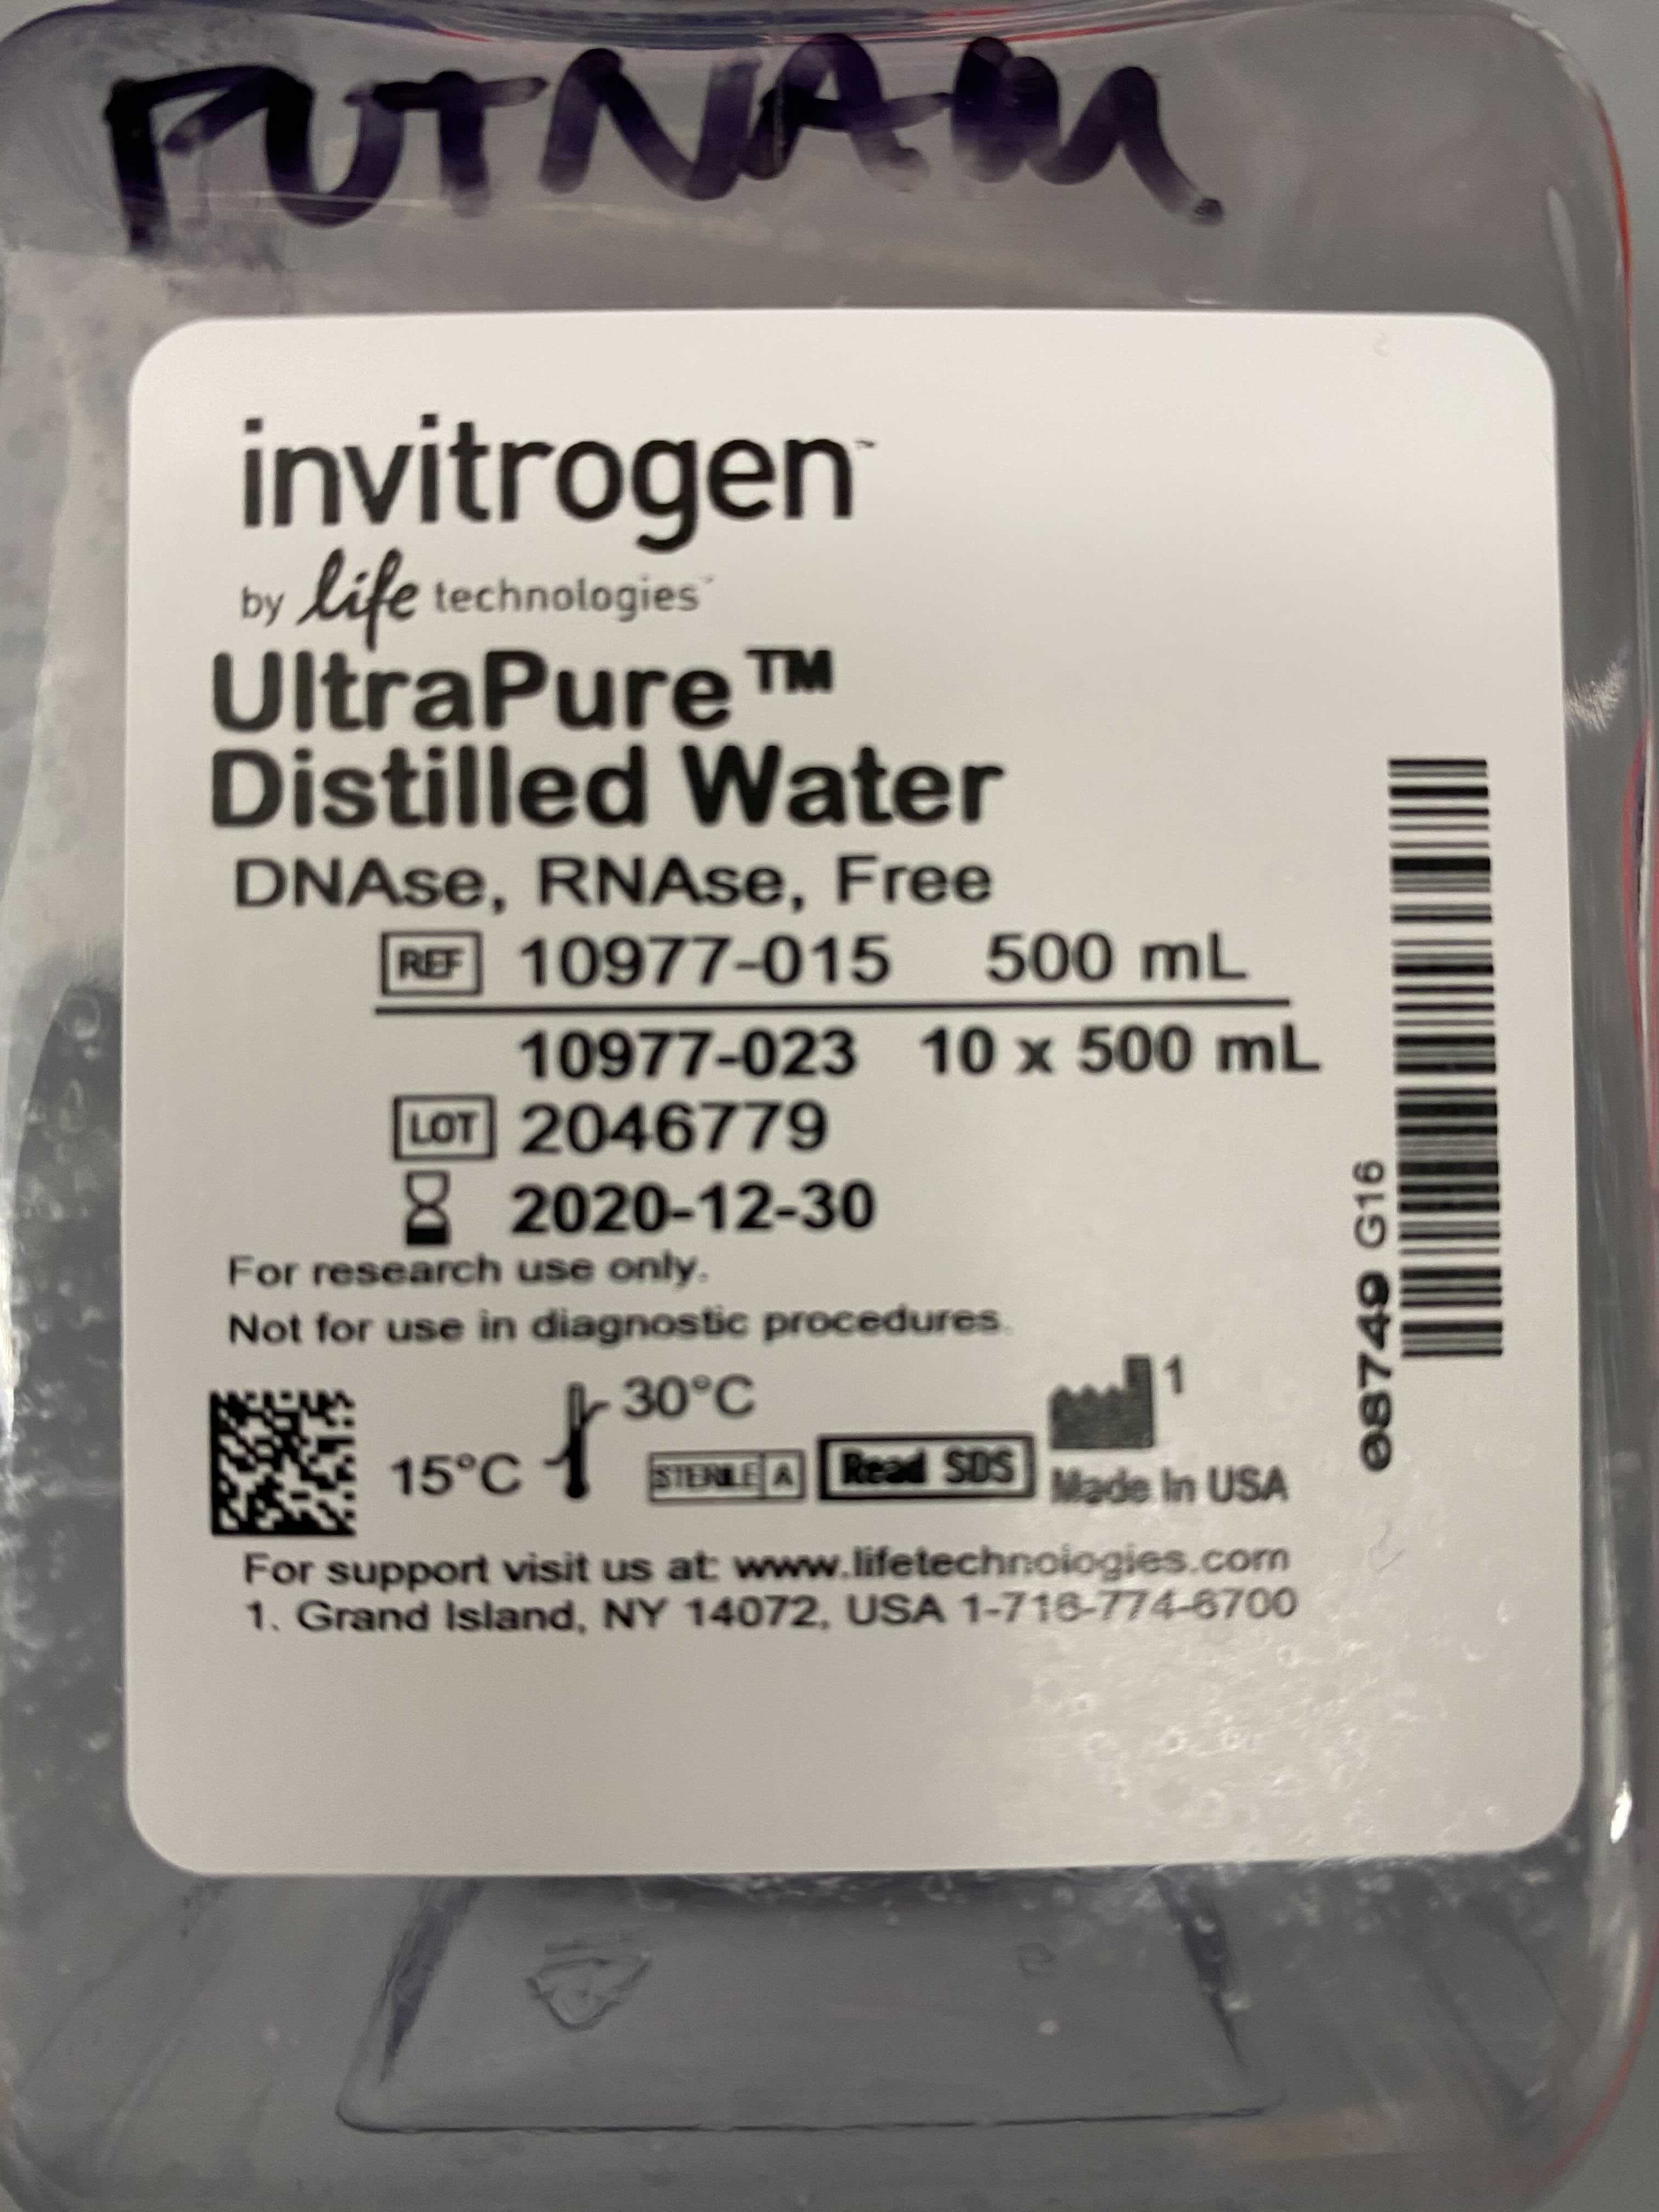 PUTNAM
invitrogen™
by life technologies™
UltraPure™
Distilled Water
DNAse, RNAse, Free
REF 10977-015 500 mL
10977-023 10 x 500 mL
LOT 2046779
2020-12-30
For research use only.
Not for use in diagnostic procedures.
30°C
15°C
STERILE A
Read SDS
1
Made In USA
For support visit us at: www.lifetechnologies.com
1. Grand Island, NY 14072, USA 1-716-774-6700
e8749 G16